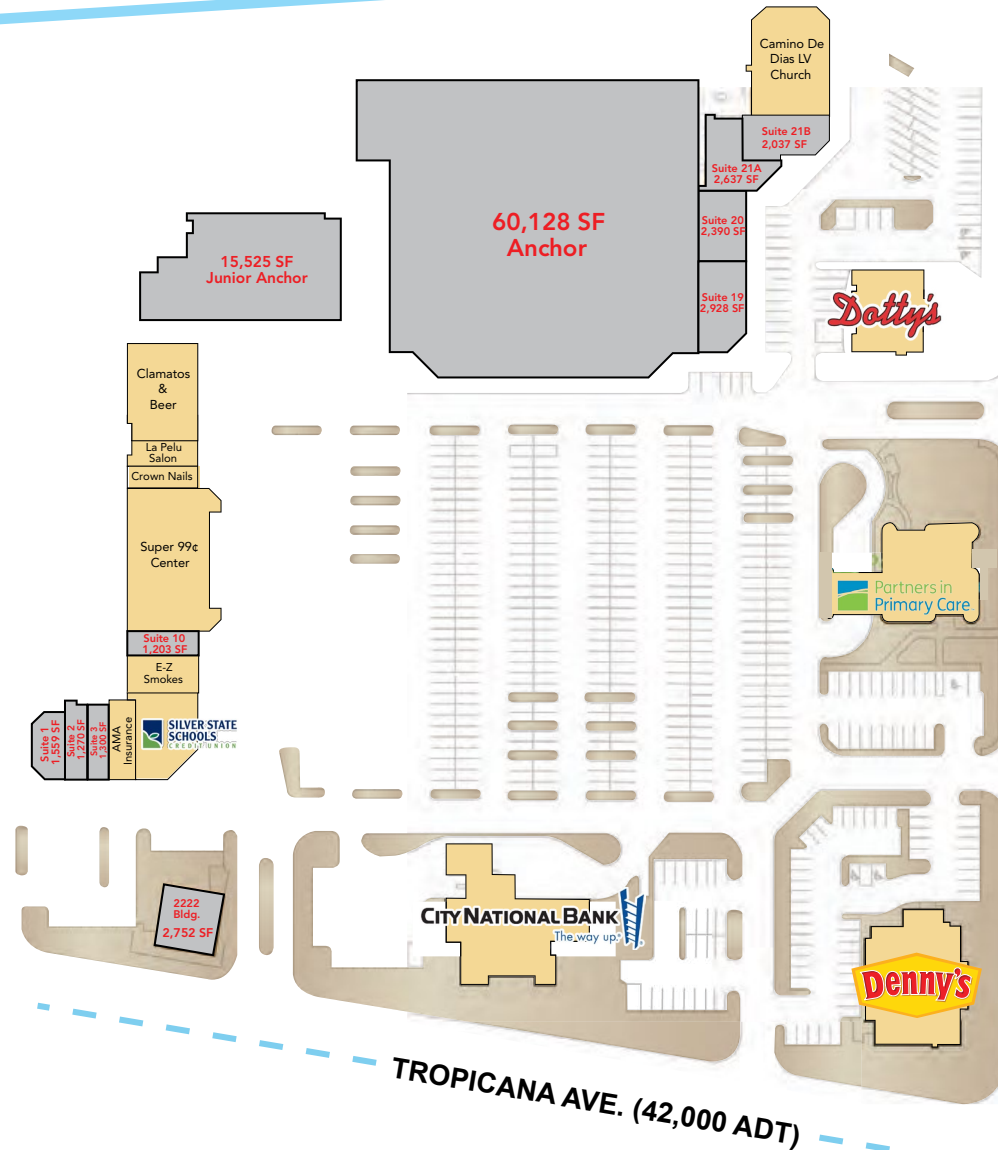 Camino De
Dias LV
Church
Suite 21B
2,037 SF
Suite 21A
2,637 SF
60,128 SF
Anchor
Suite 20
2,390 SF
15,525 SF
Junior Anchor
Suite 19
2,928 SF
Dotty's
Clamatos
&
Beer
La Pelu
Salon
Crown Nails
Super 99¢
Center
Partners in
Primary Care
Suite 10
1,203 SF
E-Z
Smokes
Suite 1
1,559 SF
Suite 2
1,270 SF
Suite 3
1,300 SF
AMA
Insurance
SILVER STATE
SCHOOLS
CREDIT UNION
2222
Bldg.
2,752 SF
CITY NATIONAL BANK
The way up.®
Denny's
TROPICANA AVE. (42,000 ADT)